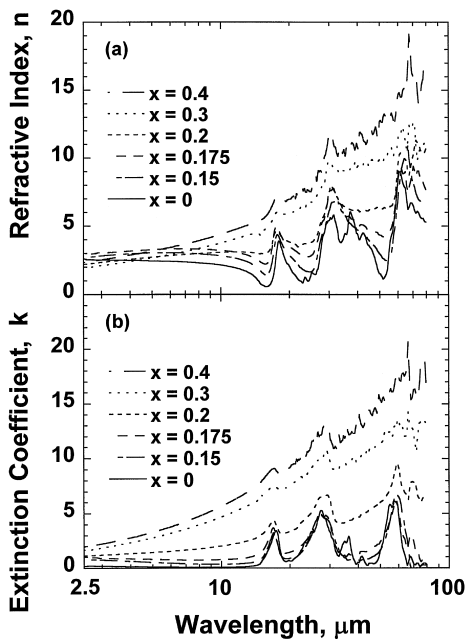 Refractive Index, n
20
15
10
5
0
(a)
x = 0.4
x = 0.3
x = 0.2
x = 0.175
x = 0.15
x = 0
Extinction Coefficient, k
20
15
10
5
0
(b)
x = 0.4
x = 0.3
x = 0.2
x = 0.175
x = 0.15
x = 0
2.5 10 100
Wavelength, μm